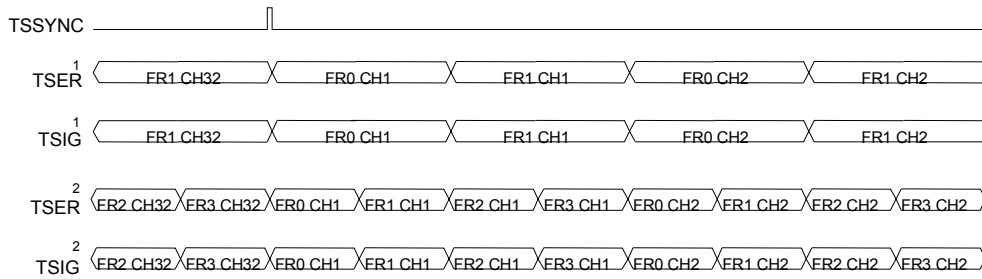 TSSYNC
TSER 1 FR1 CH32 FR0 CH1 FR1 CH1 FR0 CH2 FR1 CH2
TSIG 1 FR1 CH32 FR0 CH1 FR1 CH1 FR0 CH2 FR1 CH2
TSER 2 FR2 CH32 FR3 CH32 FR0 CH1 FR1 CH1 FR2 CH1 FR3 CH1 FR0 CH2 FR1 CH2 FR2 CH2 FR3 CH2
TSIG 2 FR2 CH32 FR3 CH32 FR0 CH1 FR1 CH1 FR2 CH1 FR3 CH1 FR0 CH2 FR1 CH2 FR2 CH2 FR3 CH2